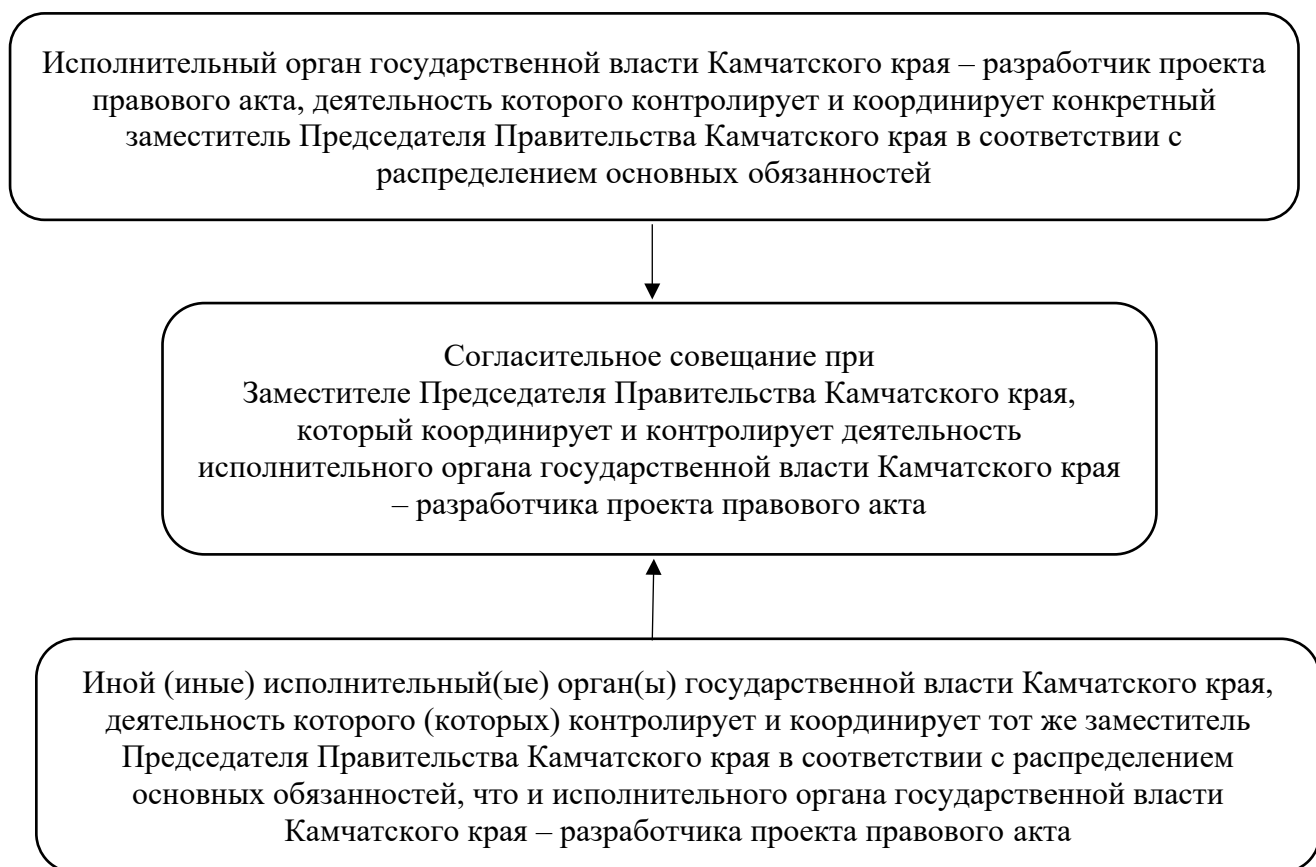 Исполнительный орган государственной власти Камчатского края – разработчик проекта
правового акта, деятельность которого контролирует и координирует конкретный
заместитель Председателя Правительства Камчатского края в соответствии с
распределением основных обязанностей
Согласительное совещание при
Заместителе Председателя Правительства Камчатского края,
который координирует и контролирует деятельность
исполнительного органа государственной власти Камчатского края
– разработчика проекта правового акта
Иной (иные) исполнительный(ые) орган(ы) государственной власти Камчатского края,
деятельность которого (которых) контролирует и координирует тот же заместитель
Председателя Правительства Камчатского края в соответствии с распределением
основных обязанностей, что и исполнительного органа государственной власти
Камчатского края – разработчика проекта правового акта